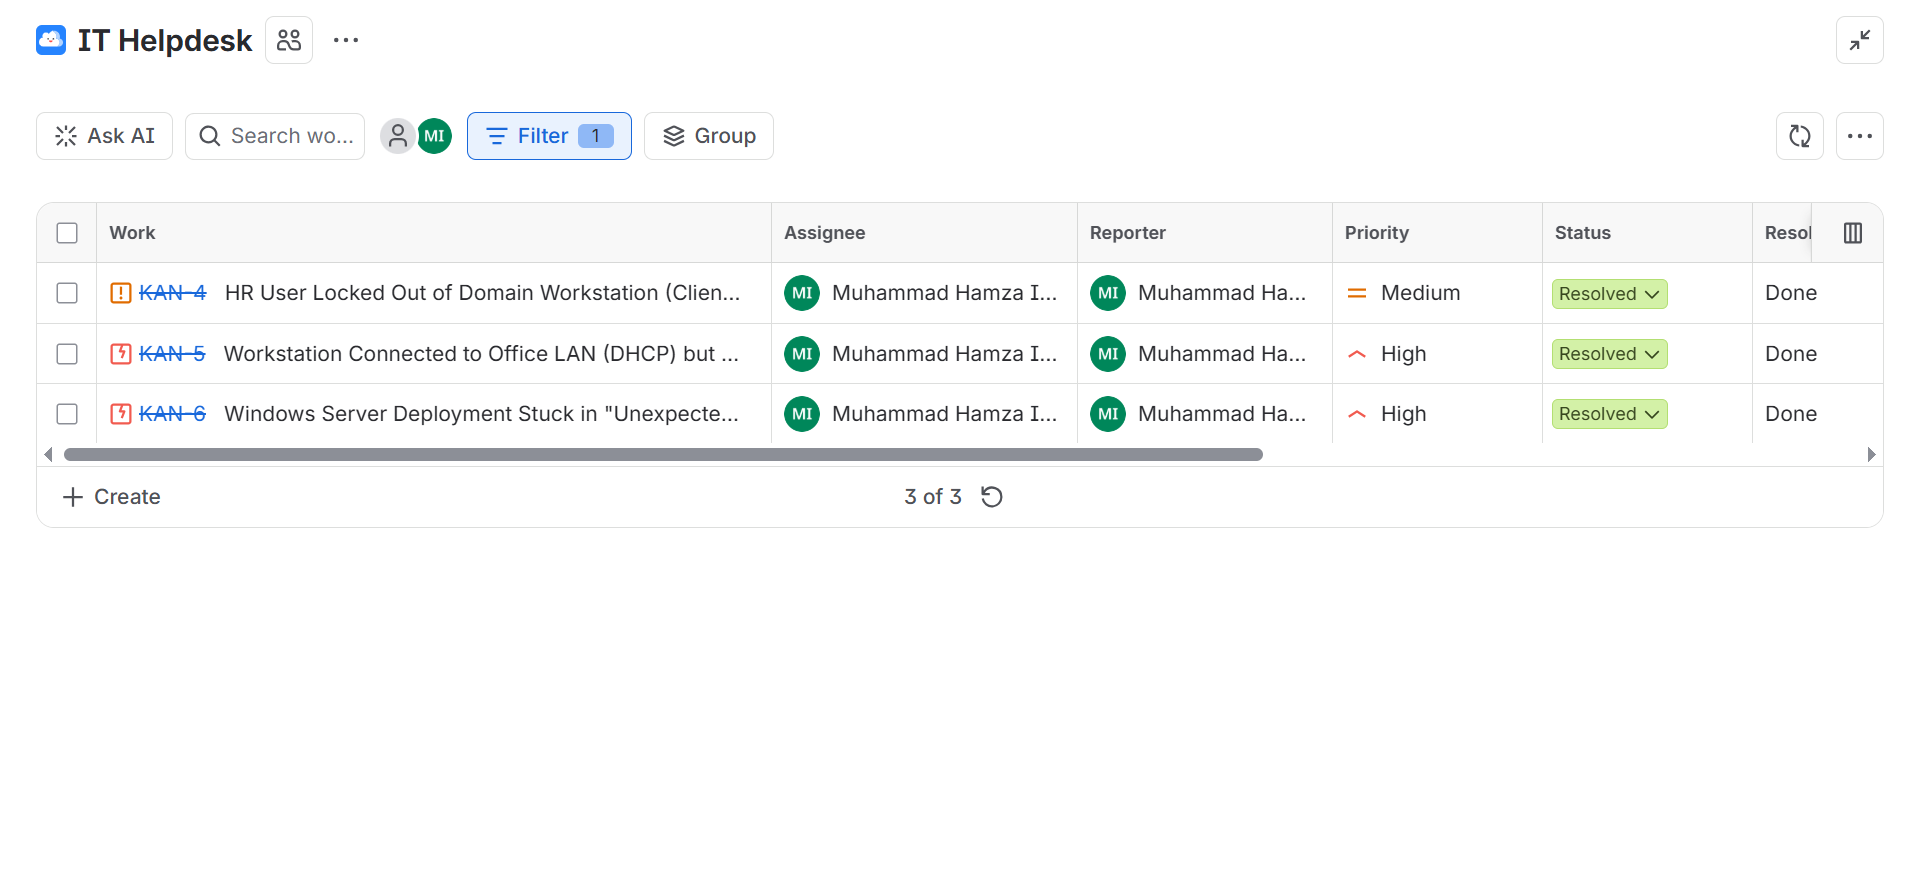 IT Helpdesk
Ask AI
Search wo...
MI
Filter 1
Group
Work Assignee Reporter Priority Status Resol
KAN-4 HR User Locked Out of Domain Workstation (Clien... MI Muhammad Hamza I... MI Muhammad Ha... Medium Resolved Done
KAN-5 Workstation Connected to Office LAN (DHCP) but ... MI Muhammad Hamza I... MI Muhammad Ha... High Resolved Done
KAN-6 Windows Server Deployment Stuck in "Unexpecte... MI Muhammad Hamza I... MI Muhammad Ha... High Resolved Done
Create 3 of 3